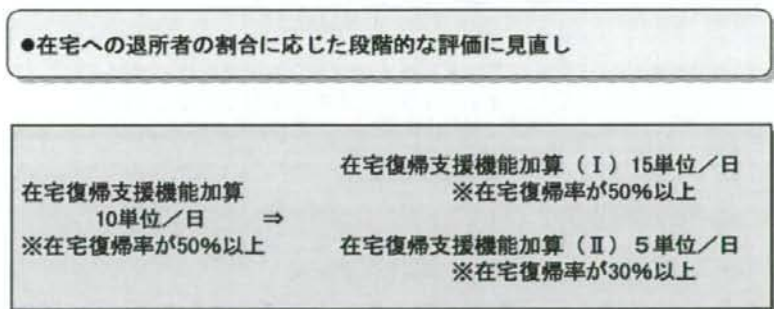 ●在宅への退所者の割合に応じた段階的な評価に見直し
在宅復帰支援機能加算
10単位／日　⇒
※在宅復帰率が50%以上
在宅復帰支援機能加算（Ⅰ）15単位／日
※在宅復帰率が50%以上
在宅復帰支援機能加算（Ⅱ）５単位／日
※在宅復帰率が30%以上